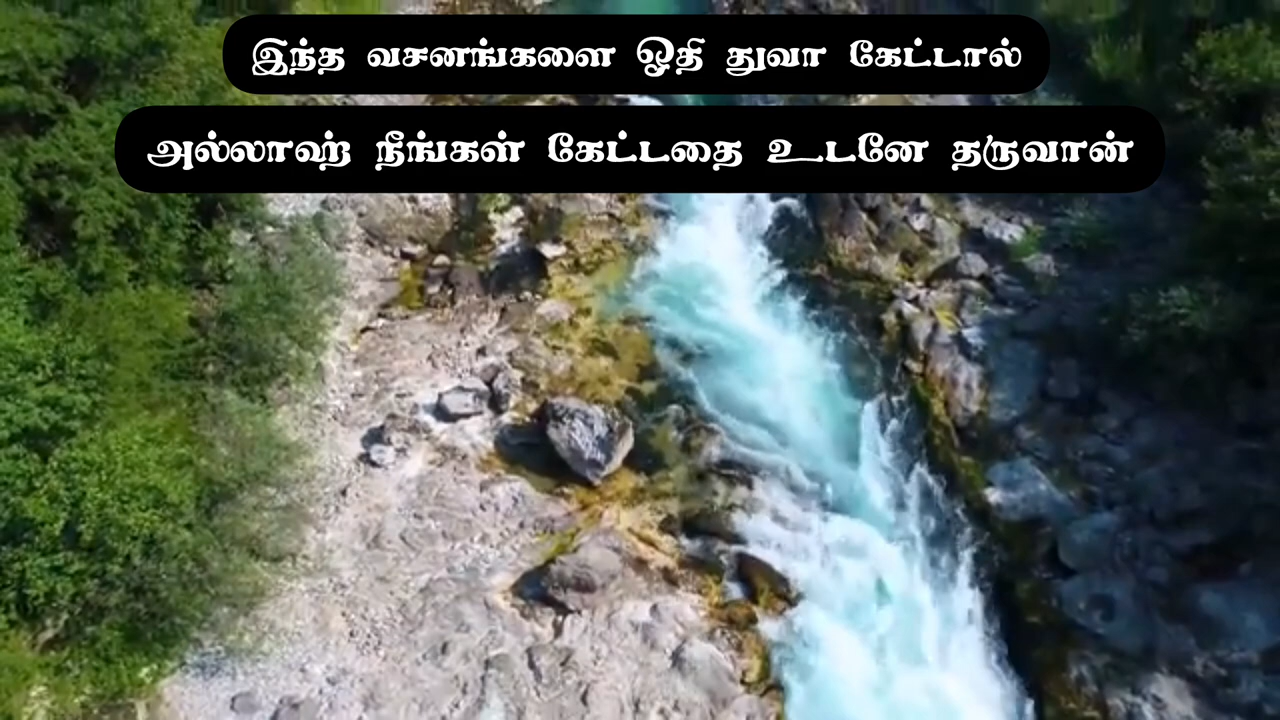 இந்த வசனங்களை ஓதி துவா கேட்டால்
அல்லாஹ் நீங்கள் கேட்டதை உடனே தருவான்